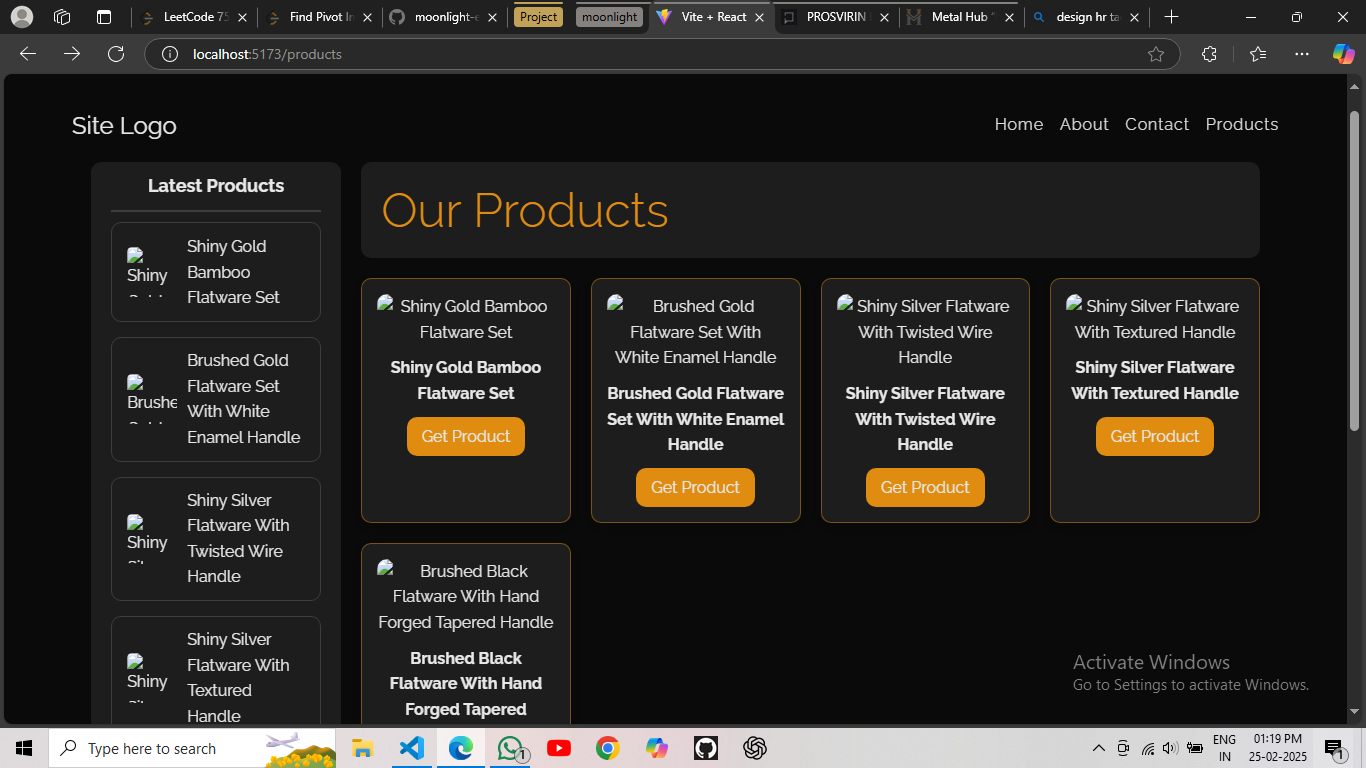 LeetCode 75
Find Pivot In
moonlight-e
Project
moonlight
Vite + React
PROSVIRIN
Metal Hub
design hr ta
localhost:5173/products
Site Logo
Home About Contact Products
Latest Products
Shiny
Shiny Gold
Bamboo
Flatware Set
Brushe
Brushed Gold
Flatware Set
With White
Enamel Handle
Shiny
Shiny Silver
Flatware With
Twisted Wire
Handle
Shiny
Shiny Silver
Flatware With
Textured
Handle
Our Products
Shiny Gold Bamboo
Flatware Set
Shiny Gold Bamboo
Flatware Set
Get Product
Brushed Gold
Flatware Set With
White Enamel Handle
Brushed Gold Flatware
Set With White Enamel
Handle
Get Product
Shiny Silver Flatware
With Twisted Wire
Handle
Shiny Silver Flatware
With Twisted Wire
Handle
Get Product
Shiny Silver Flatware
With Textured Handle
Shiny Silver Flatware
With Textured Handle
Get Product
Brushed Black
Flatware With Hand
Forged Tapered Handle
Brushed Black
Flatware With Hand
Forged Tapered
Activate Windows
Go to Settings to activate Windows.
Type here to search
1
ENG
IN
01:19 PM
25-02-2025
1